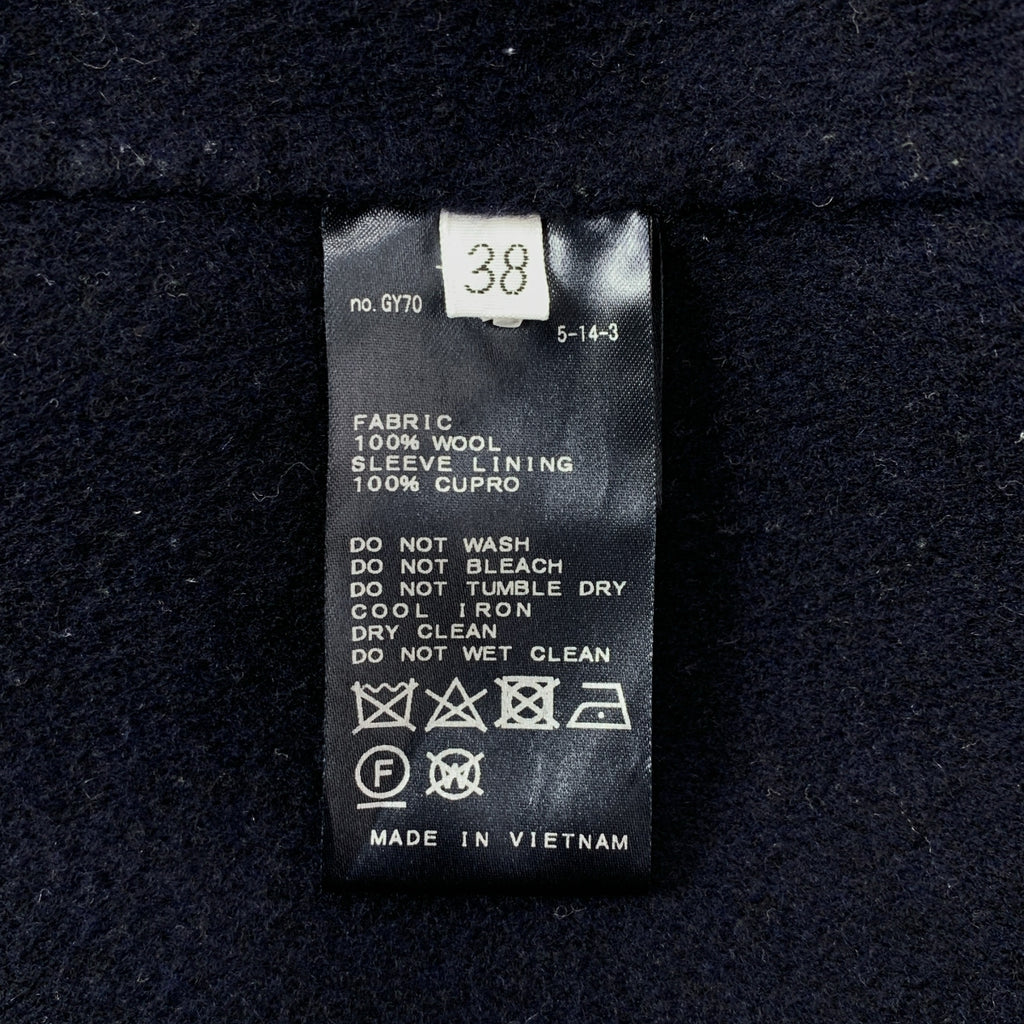 38
no. GY70
5-14-3
FABRIC
100% WOOL
SLEEVE LINING
100% CUPRO
DO NOT WASH
DO NOT BLEACH
DO NOT TUMBLE DRY
COOL IRON
DRY CLEAN
DO NOT WET CLEAN
F W
MADE IN VIETNAM